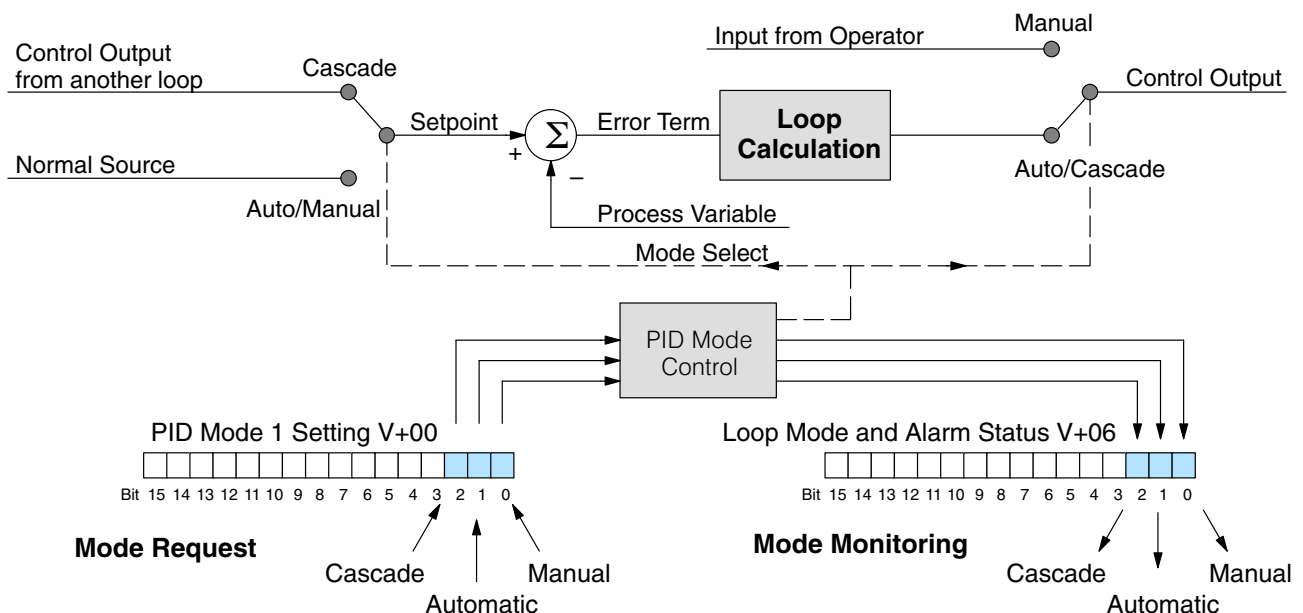 Control Output
from another loop
Cascade
Normal Source
Auto/Manual
Setpoint
+
Σ
−
Error Term
Process Variable
Loop
Calculation
Input from Operator
Manual
Control Output
Auto/Cascade
Mode Select
PID Mode
Control
PID Mode 1 Setting V+00
Bit 15 14 13 12 11 10 9 8 7 6 5 4 3 2 1 0
Mode Request
Cascade
Automatic
Manual
Loop Mode and Alarm Status V+06
Bit 15 14 13 12 11 10 9 8 7 6 5 4 3 2 1 0
Mode Monitoring
Cascade
Automatic
Manual